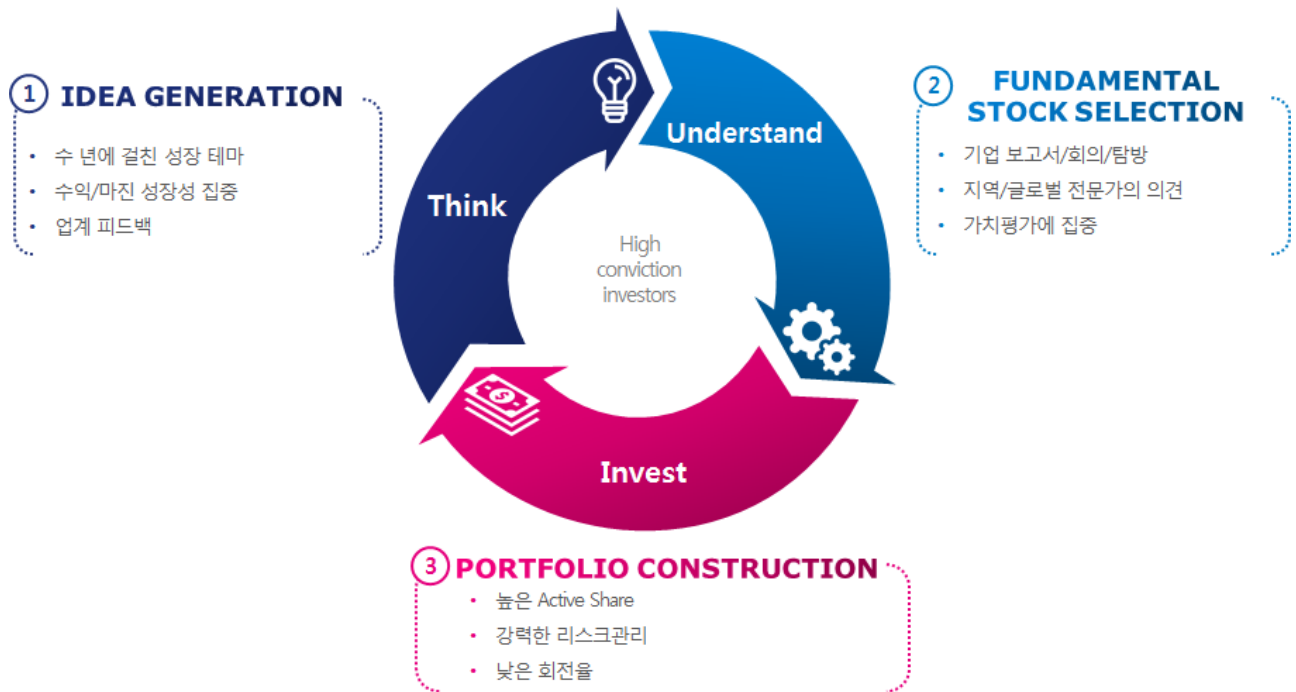 1 IDEA GENERATION
• 수 년에 걸친 성장 테마
• 수익/마진 성장성 집중
• 업계 피드백
Think
Understand
High
conviction
investors
Invest
2 FUNDAMENTAL
STOCK SELECTION
• 기업 보고서/회의/탐방
• 지역/글로벌 전문가의 의견
• 가치평가에 집중
3 PORTFOLIO CONSTRUCTION
• 높은 Active Share
• 강력한 리스크관리
• 낮은 회전율